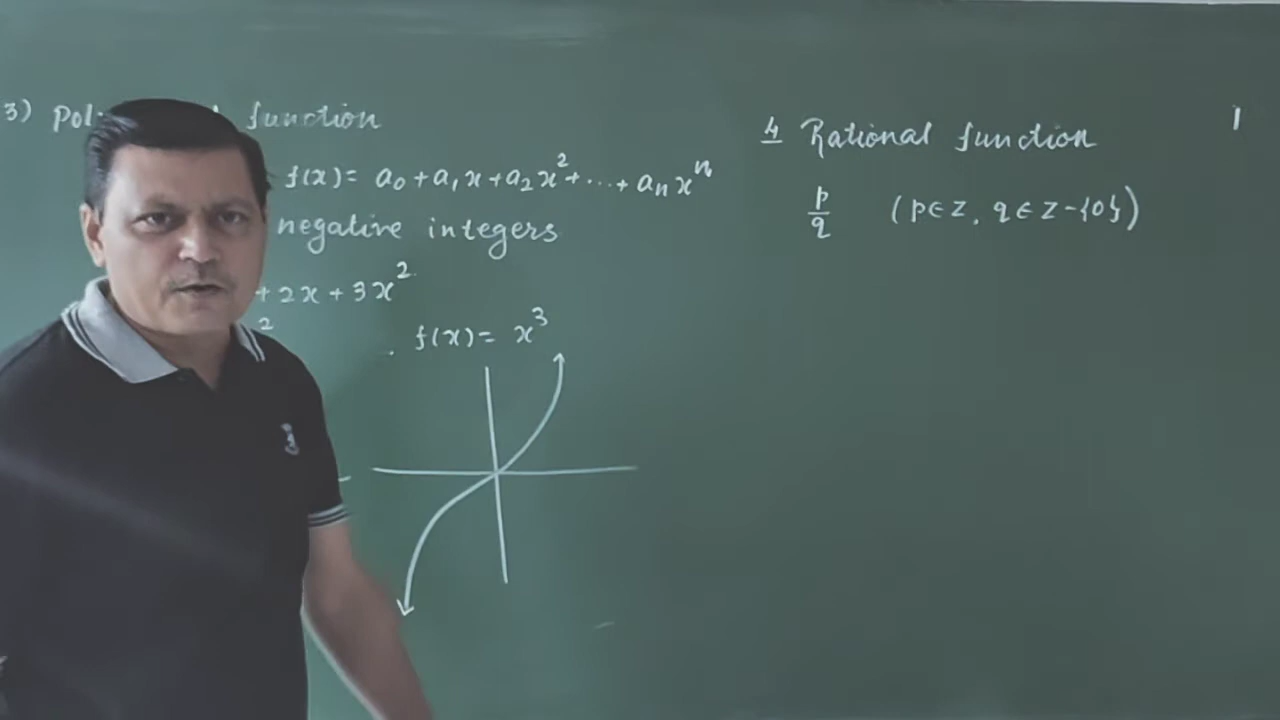 3) Pol function
f(x) = a₀ + a₁x + a₂x² + ... + aₙxⁿ
negative integers
+ 2x + 3x²
2
f(x) = x³
4 Rational function
p/q (p ∈ Z, q ∈ Z - {0})